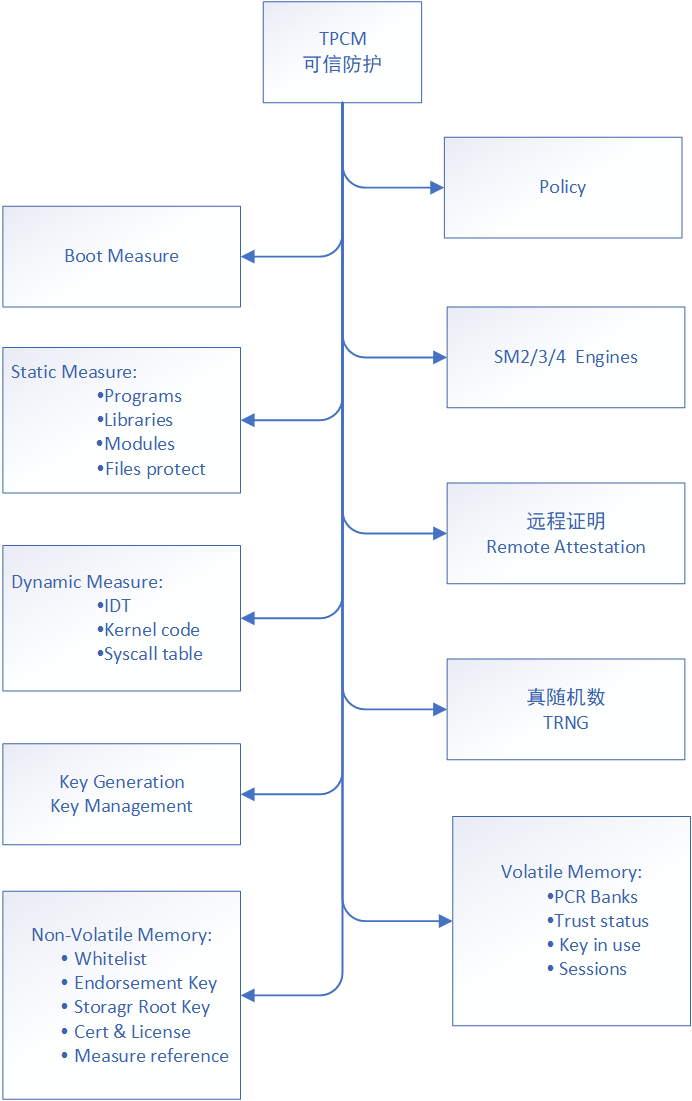 TPCM
可信防护
Policy
Boot Measure
SM2/3/4 Engines
Static Measure:
•Programs
•Libraries
•Modules
•Files protect
远程证明
Remote Attestation
Dynamic Measure:
•IDT
•Kernel code
•Syscall table
真随机数
TRNG
Key Generation
Key Management
Volatile Memory:
•PCR Banks
•Trust status
• Key in use
• Sessions
Non-Volatile Memory:
• Whitelist
• Endorsement Key
• Storagr Root Key
• Cert & License
• Measure reference